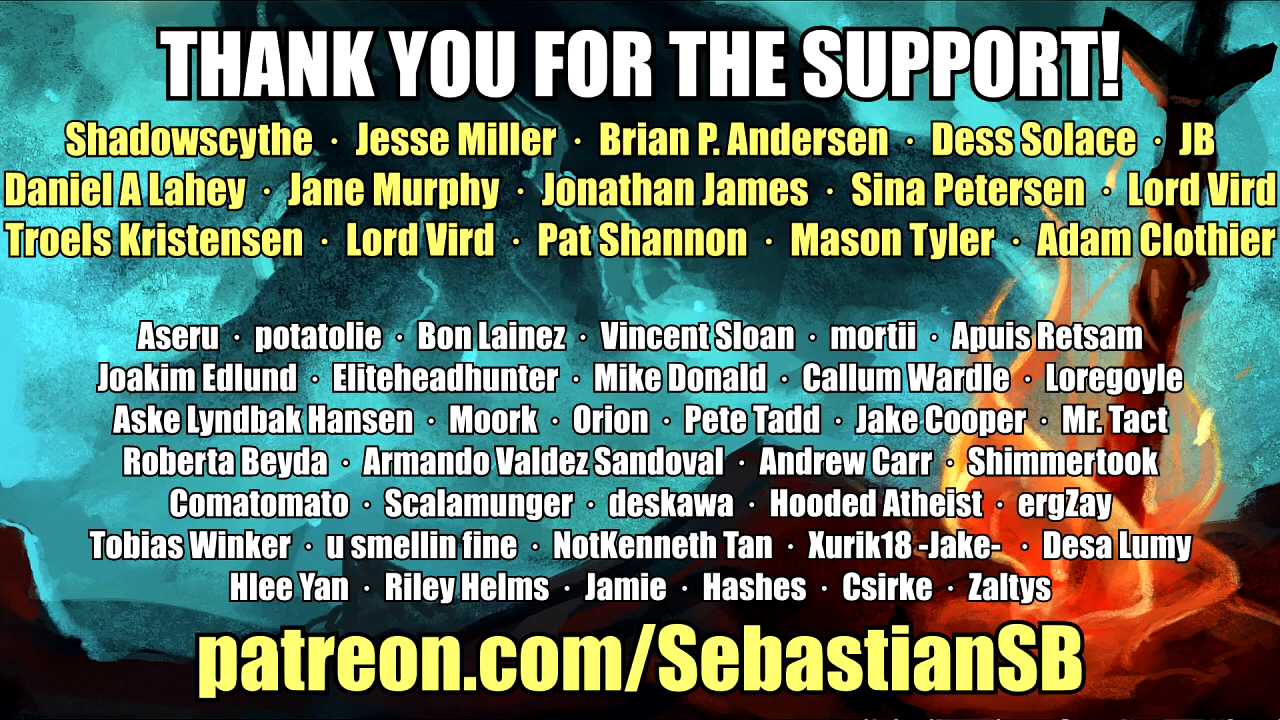 THANK YOU FOR THE SUPPORT!
Shadowscythe · Jesse Miller · Brian P. Andersen · Dess Solace · JB
Daniel A Lahey · Jane Murphy · Jonathan James · Sina Petersen · Lord Vird
Troels Kristensen · Lord Vird · Pat Shannon · Mason Tyler · Adam Clothier
Aseru · potatolie · Bon Lainez · Vincent Sloan · mortii · Apuis Retsam
Joakim Edlund · Eliteheadhunter · Mike Donald · Callum Wardle · Loregoyle
Aske Lyndbak Hansen · Moork · Orion · Pete Tadd · Jake Cooper · Mr. Tact
Roberta Beyda · Armando Valdez Sandoval · Andrew Carr · Shimmertook
Comatomato · Scalamunger · deskawa · Hooded Atheist · ergZay
Tobias Winker · u smellin fine · NotKenneth Tan · Xurik18 -Jake- · Desa Lumy
Hlee Yan · Riley Helms · Jamie · Hashes · Csirke · Zaltys
patreon.com/SebastianSB